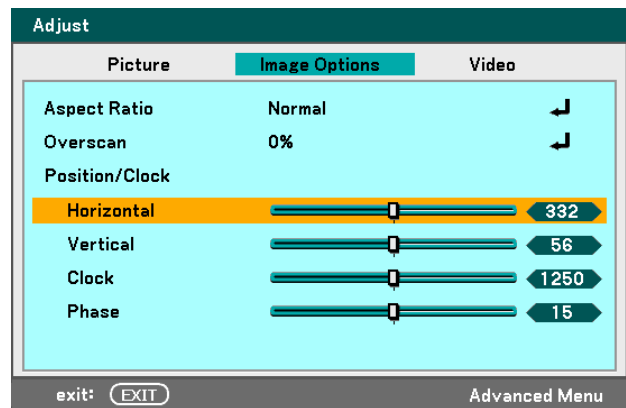 Adjust
Picture Image Options Video
Aspect Ratio Normal
Overscan 0%
Position/Clock
Horizontal 332
Vertical 56
Clock 1250
Phase 15
exit: EXIT Advanced Menu